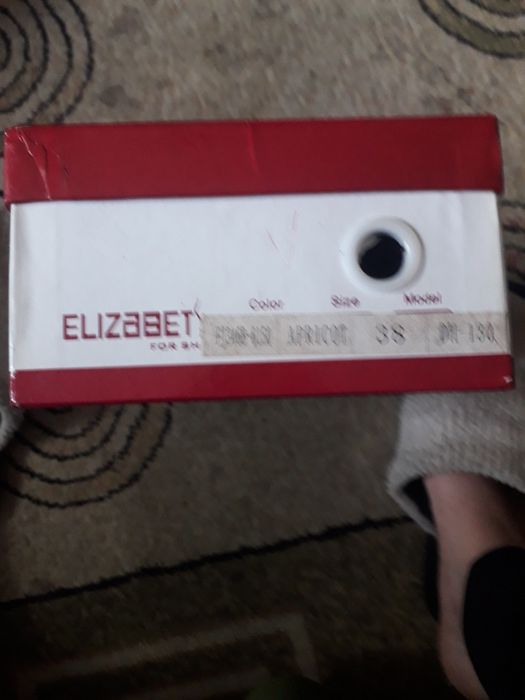 Color Size Model
ELIZABET
FOR SH
APRICOT 38